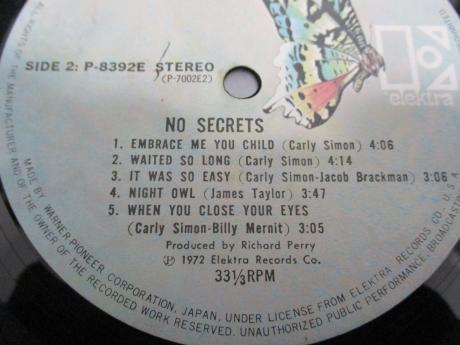 SIDE 2: P-8392E STEREO
(P-7002E2)
elektra
NO SECRETS
1. EMBRACE ME YOU CHILD (Carly Simon) 4:06
2. WAITED SO LONG (Carly Simon) 4:14
3. IT WAS SO EASY (Carly Simon-Jacob Brackman) 3:06
4. NIGHT OWL (James Taylor) 3:47
5. WHEN YOU CLOSE YOUR EYES
(Carly Simon-Billy Mernit) 3:05
Produced by Richard Perry
Ⓟ 1972 Elektra Records Co.
33⅓RPM
ALL RIGHTS OF THE MANUFACTURER AND OF THE OWNER OF THE RECORDED WORK RESERVED. UNAUTHORIZED PUBLIC PERFORMANCE, BROADCASTING
MADE BY WARNER-PIONEER CORPORATION, JAPAN, UNDER LICENSE FROM ELEKTRA RECORDS CO., U.S.A.